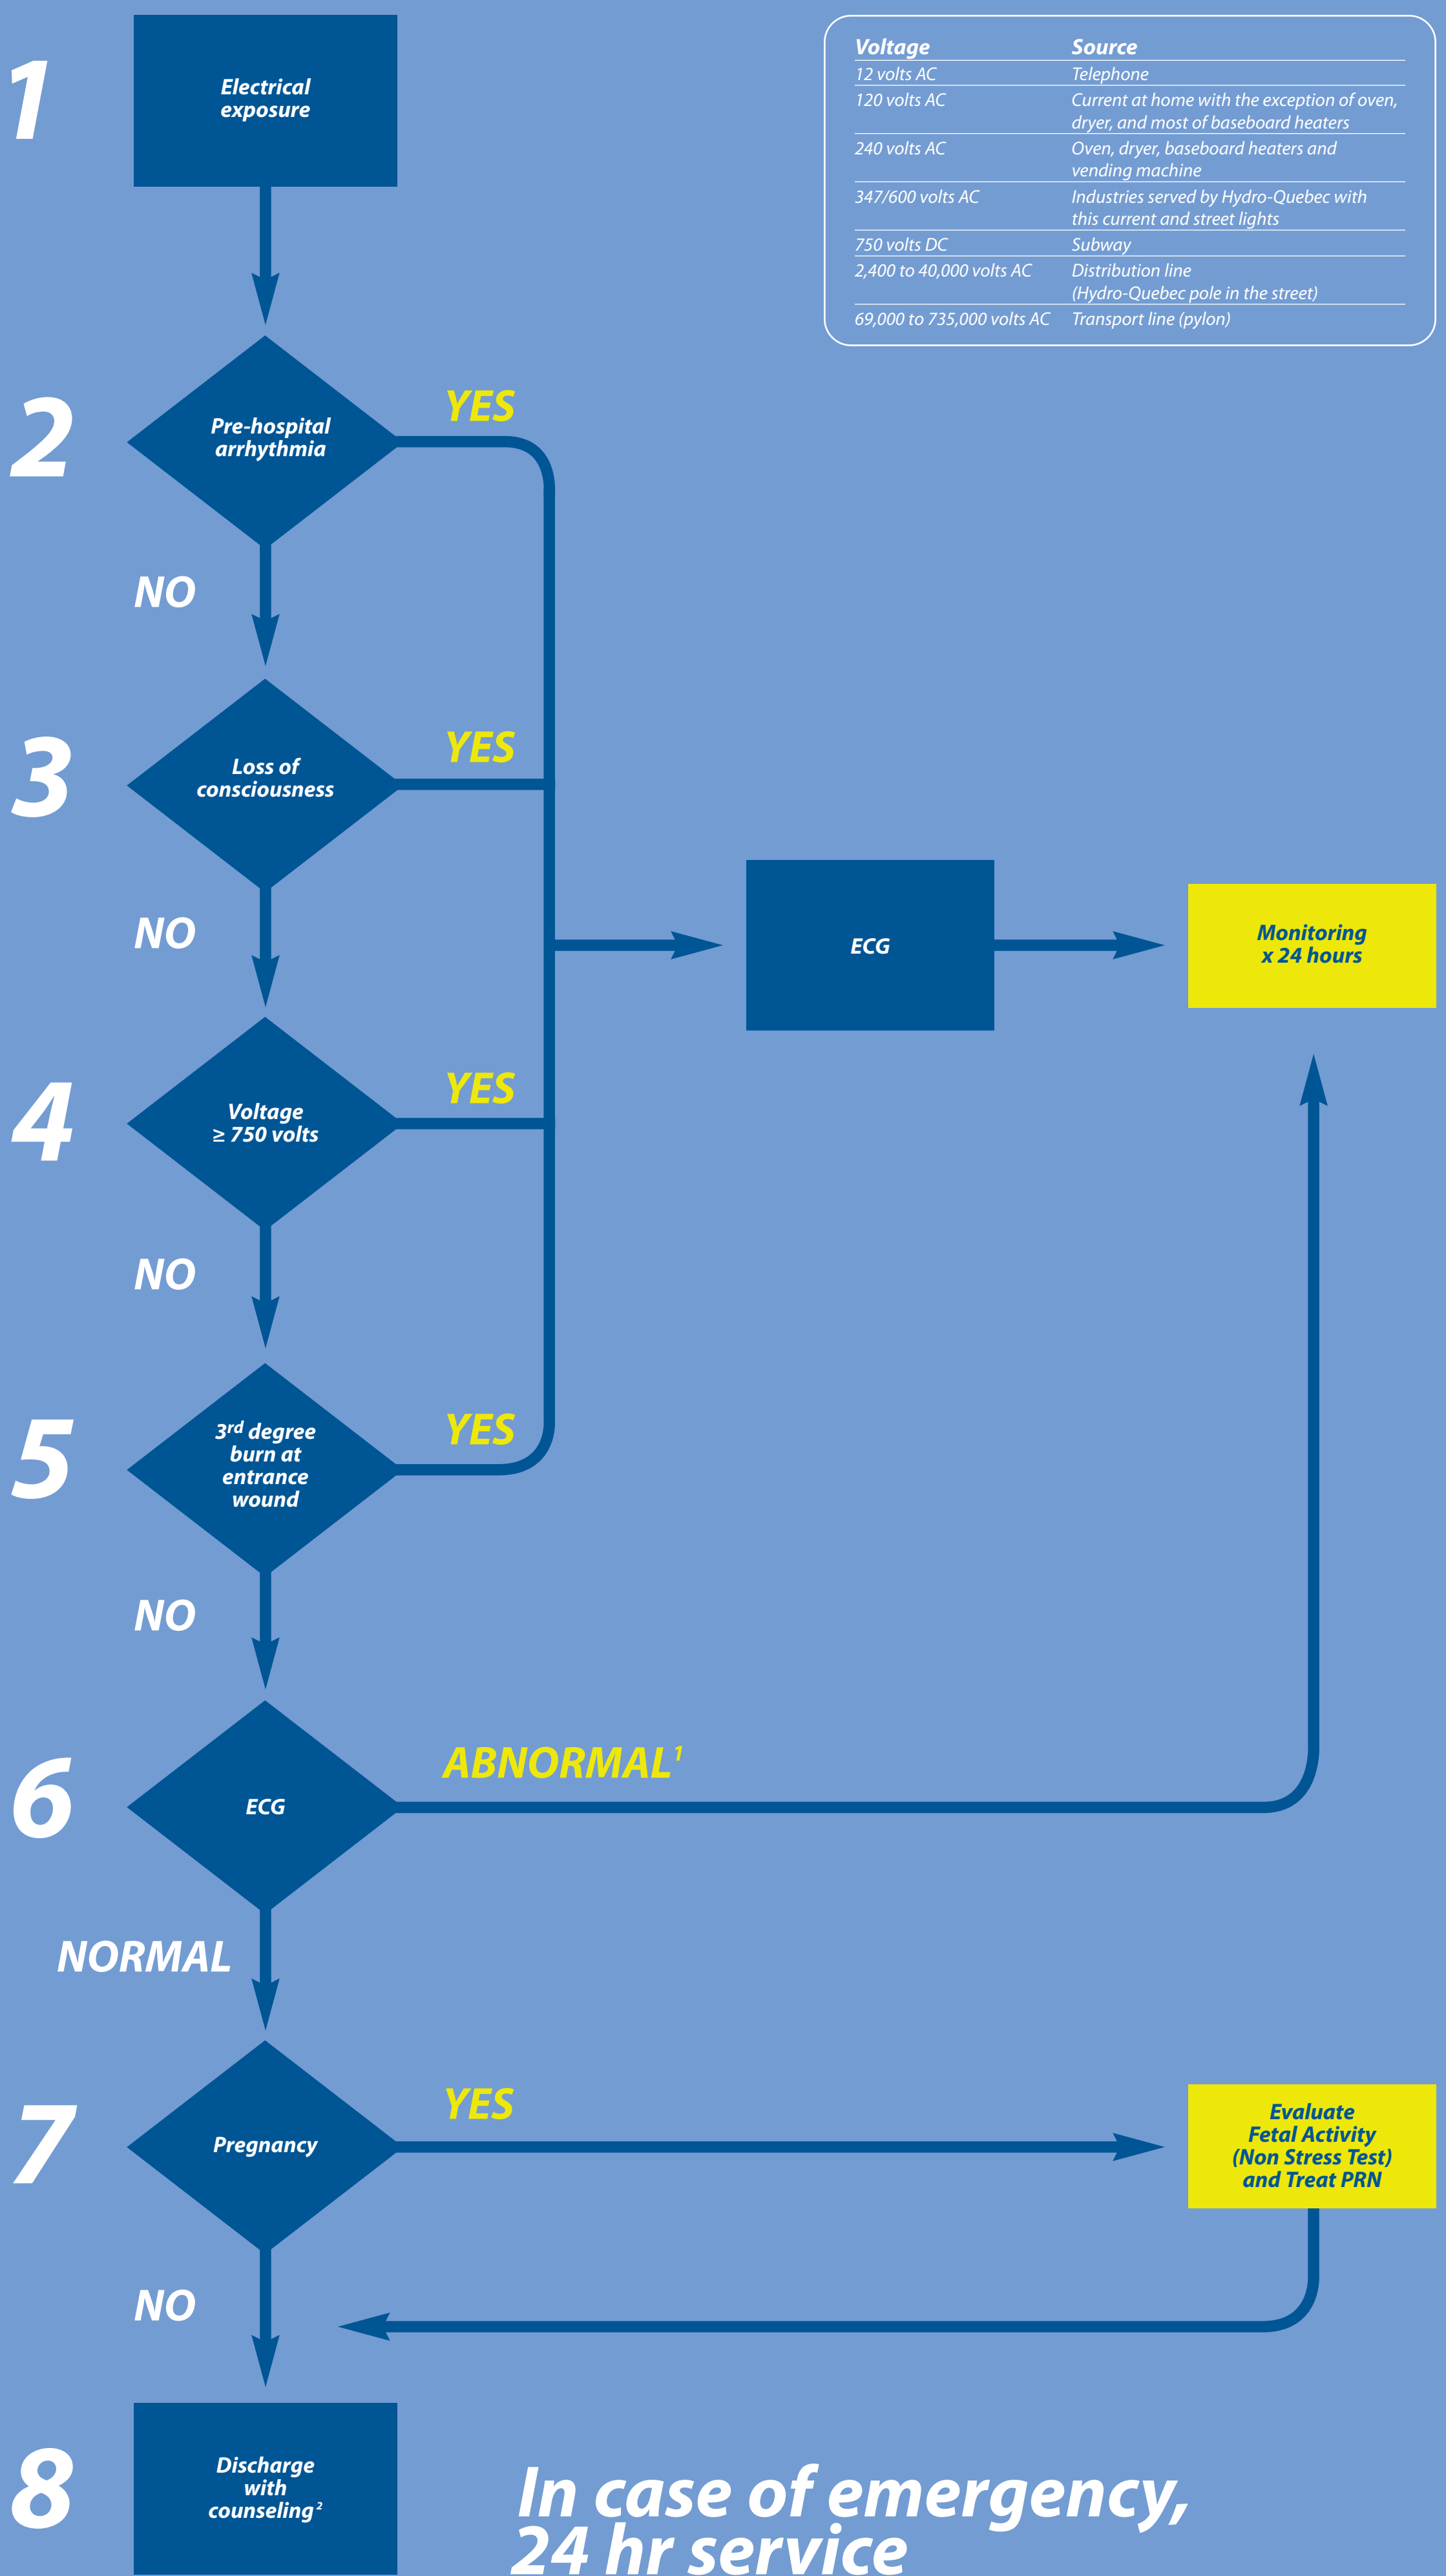 1
Electrical
exposure
Voltage Source
12 volts AC Telephone
120 volts AC Current at home with the exception of oven,
dryer, and most of baseboard heaters
240 volts AC Oven, dryer, baseboard heaters and
vending machine
347/600 volts AC Industries served by Hydro-Quebec with
this current and street lights
750 volts DC Subway
2,400 to 40,000 volts AC Distribution line
(Hydro-Quebec pole in the street)
69,000 to 735,000 volts AC Transport line (pylon)
2
Pre-hospital
arrhythmia
YES
NO
3
Loss of
consciousness
YES
NO
ECG
Monitoring
x 24 hours
4
Voltage
≥ 750 volts
YES
NO
5
3rd degree
burn at
entrance
wound
YES
NO
6
ECG
ABNORMAL¹
NORMAL
7
Pregnancy
YES
Evaluate
Fetal Activity
(Non Stress Test)
and Treat PRN
NO
8
Discharge
with
counseling²
In case of emergency,
24 hr service